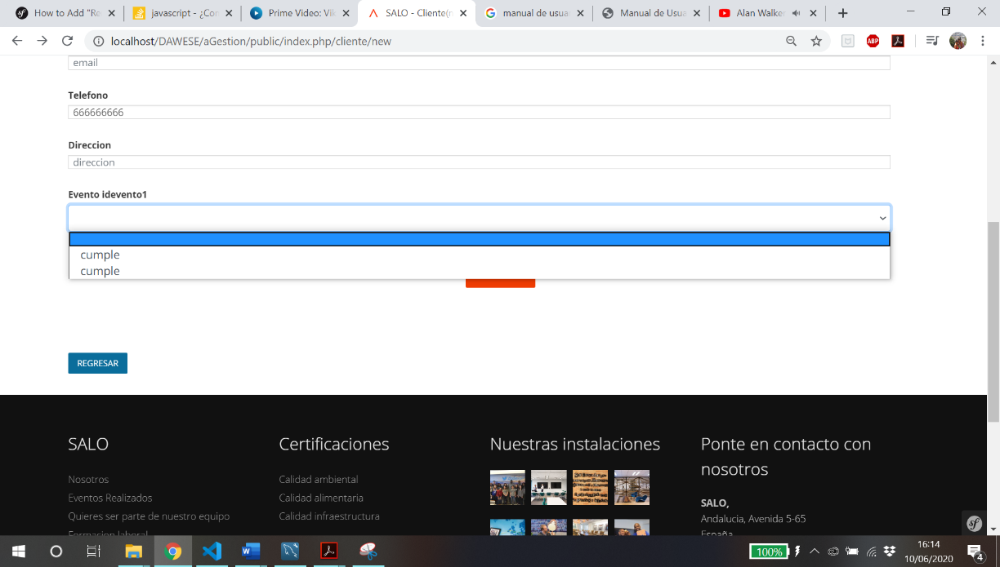 How to Add "Re
javascript - ¿Cor
Prime Video: Vik
SALO - Cliente(n
manual de usua
Manual de Usua
Alan Walker
localhost/DAWESE/aGestion/public/index.php/cliente/new
ABP
email
Telefono
666666666
Direccion
direccion
Evento idevento1
cumple
cumple
REGRESAR
SALO
Nosotros
Eventos Realizados
Quieres ser parte de nuestro equipo
Formacion laboral
Certificaciones
Calidad ambiental
Calidad alimentaria
Calidad infraestructura
Nuestras instalaciones
Ponte en contacto con
nosotros
SALO,
Andalucia, Avenida 5-65
España
sf
100%
16:14
10/06/2020
4